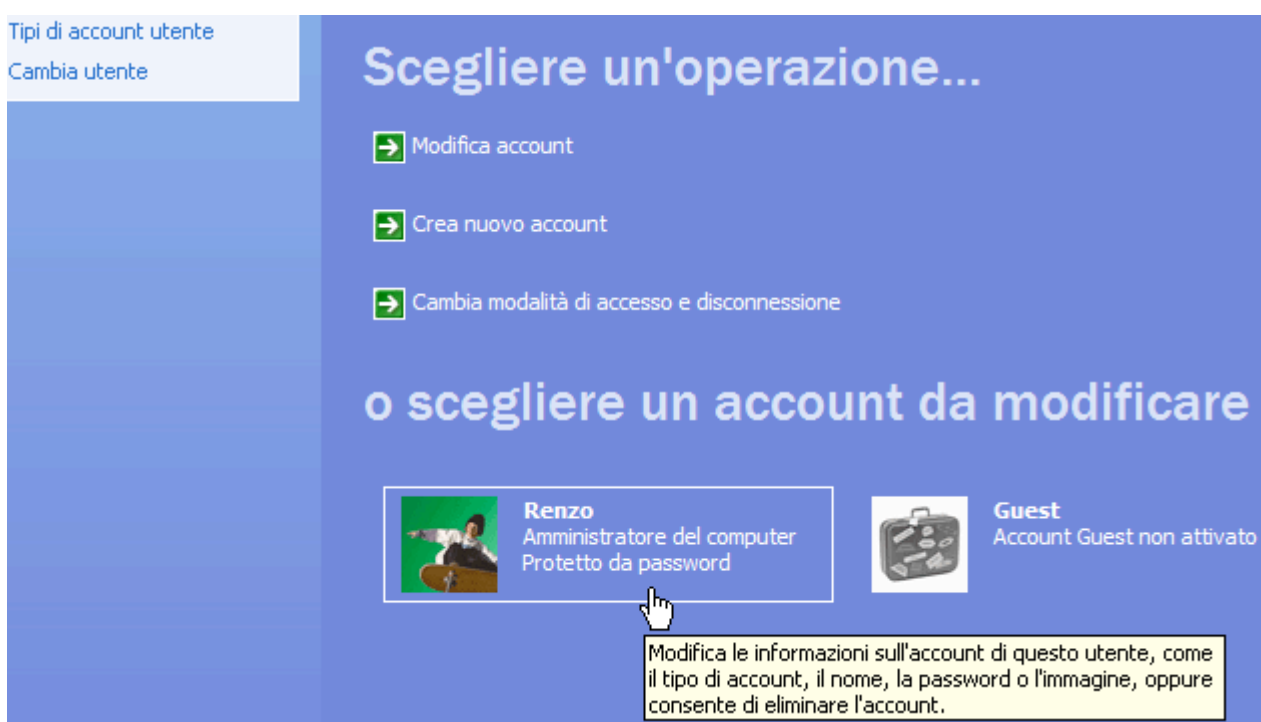 Tipi di account utente
Cambia utente
Scegliere un'operazione...
Modifica account
Crea nuovo account
Cambia modalità di accesso e disconnessione
o scegliere un account da modificare
Renzo
Amministratore del computer
Protetto da password
Guest
Account Guest non attivato
Modifica le informazioni sull'account di questo utente, come
il tipo di account, il nome, la password o l'immagine, oppure
consente di eliminare l'account.